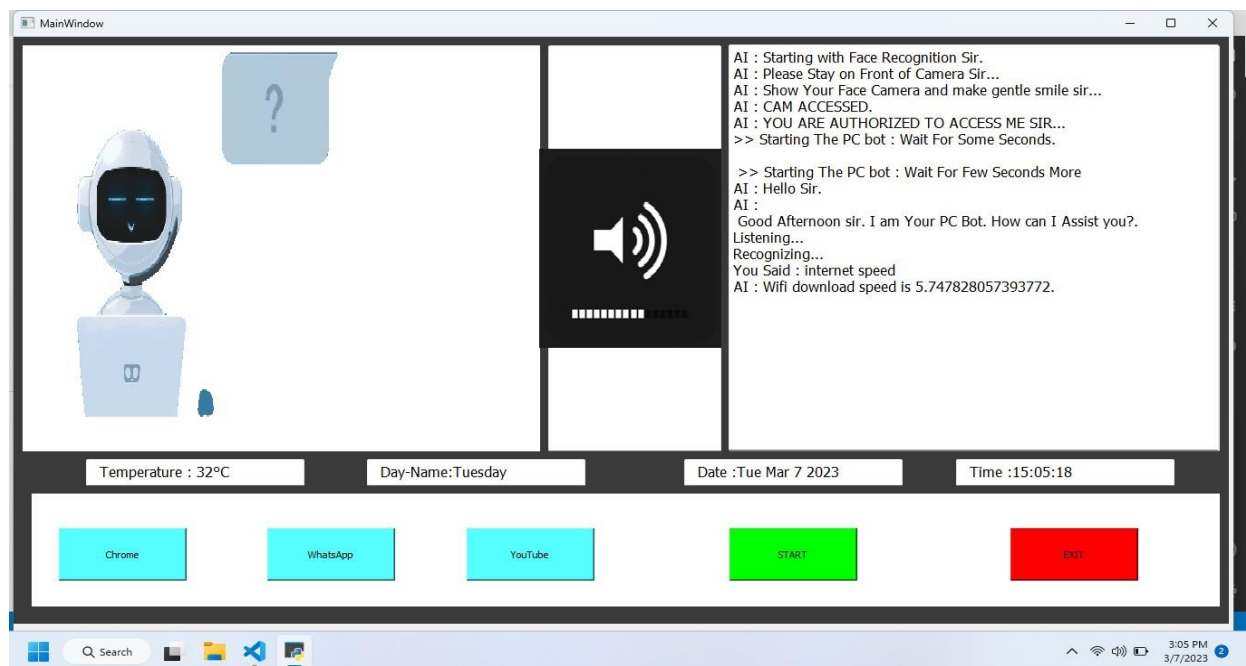 MainWindow
?
AI : Starting with Face Recognition Sir.
AI : Please Stay on Front of Camera Sir...
AI : Show Your Face Camera and make gentle smile sir...
AI : CAM ACCESSED.
AI : YOU ARE AUTHORIZED TO ACCESS ME SIR...
>> Starting The PC bot : Wait For Some Seconds.
>> Starting The PC bot : Wait For Few Seconds More
AI : Hello Sir.
AI :
Good Afternoon sir. I am Your PC Bot. How can I Assist you?.
Listening...
Recognizing...
You Said : internet speed
AI : Wifi download speed is 5.747828057393772.
Temperature : 32°C
Day-Name:Tuesday
Date :Tue Mar 7 2023
Time :15:05:18
Chrome
WhatsApp
YouTube
START
EXIT
Search
3:05 PM
3/7/2023
2